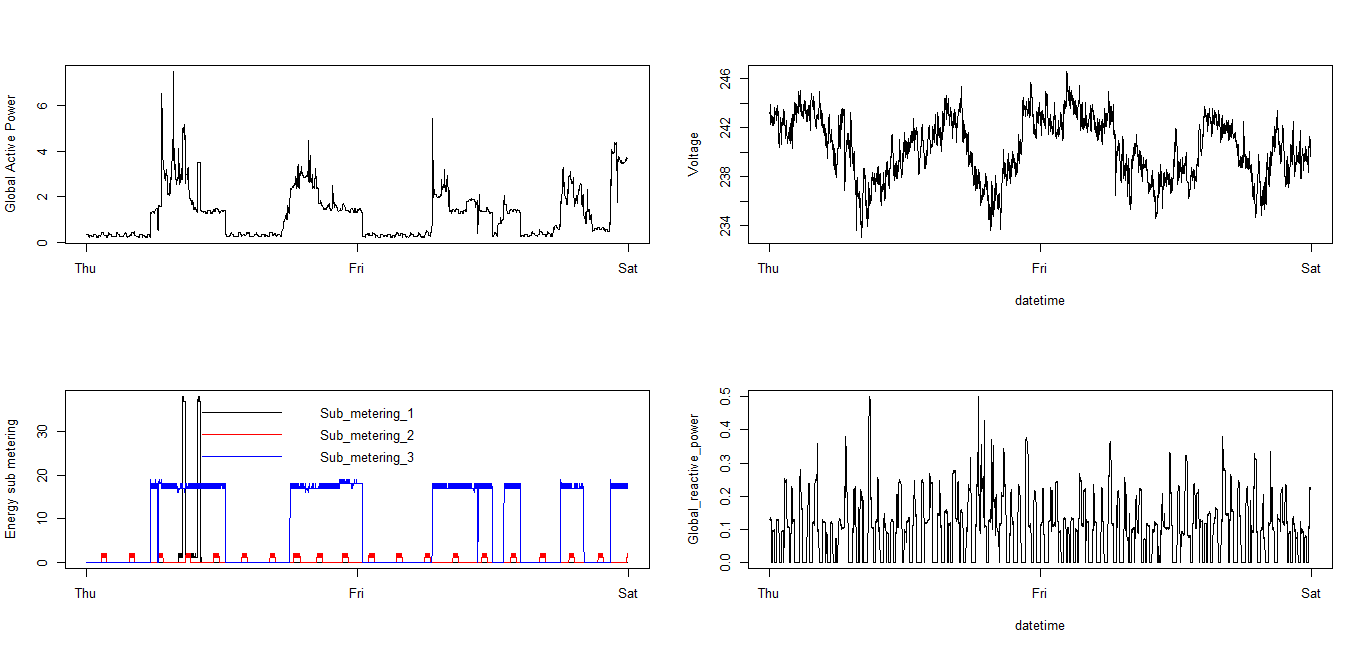 Global Active Power
0 2 4 6
Thu Fri Sat
Voltage
234 238 242 246
Thu Fri Sat
datetime
Energy sub metering
0 10 20 30
Sub_metering_1
Sub_metering_2
Sub_metering_3
Thu Fri Sat
Global_reactive_power
0.0 0.1 0.2 0.3 0.4 0.5
Thu Fri Sat
datetime